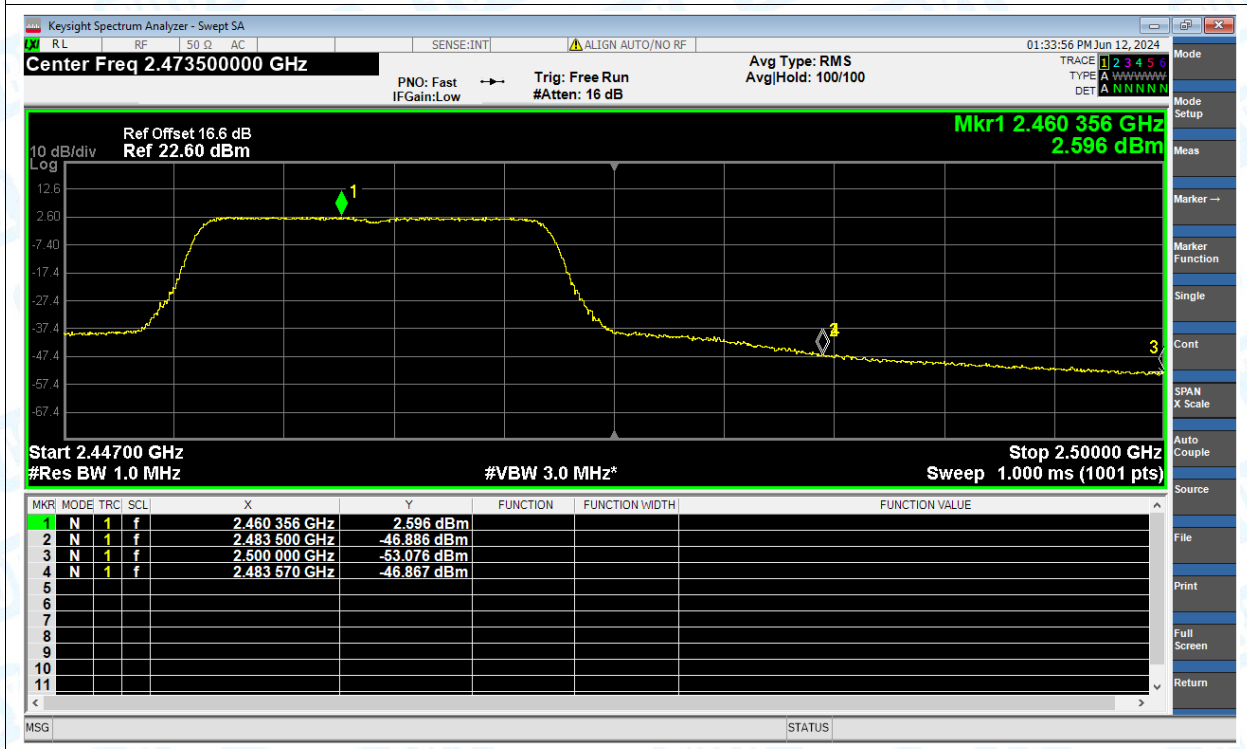 Keysight Spectrum Analyzer - Swept SA
LXI RL RF 50 Ω AC SENSE:INT ALIGN AUTO/NO RF 01:33:56 PM Jun 12, 2024
Center Freq 2.473500000 GHz
PNO: Fast
IFGain:Low
Trig: Free Run
#Atten: 16 dB
Avg Type: RMS
Avg|Hold: 100/100
TRACE 1 2 3 4 5 6
TYPE A WWWWW
DET A N N N N N
Mkr1 2.460 356 GHz
2.596 dBm
Ref Offset 16.6 dB
10 dB/div Ref 22.60 dBm
Log
12.6
2.60
-7.40
-17.4
-27.4
-37.4
-47.4
-57.4
-67.4
1
3
Start 2.44700 GHz Stop 2.50000 GHz
#Res BW 1.0 MHz #VBW 3.0 MHz* Sweep 1.000 ms (1001 pts)
MKR MODE TRC SCL X Y FUNCTION FUNCTION WIDTH FUNCTION VALUE
1 N 1 f 2.460 356 GHz 2.596 dBm
2 N 1 f 2.483 500 GHz -46.886 dBm
3 N 1 f 2.500 000 GHz -53.076 dBm
4 N 1 f 2.483 570 GHz -46.867 dBm
5
6
7
8
9
10
11
MSG STATUS
Mode
Mode
Setup
Meas
Marker →
Marker
Function
Single
Cont
SPAN
X Scale
Auto
Couple
Source
File
Print
Full
Screen
Return